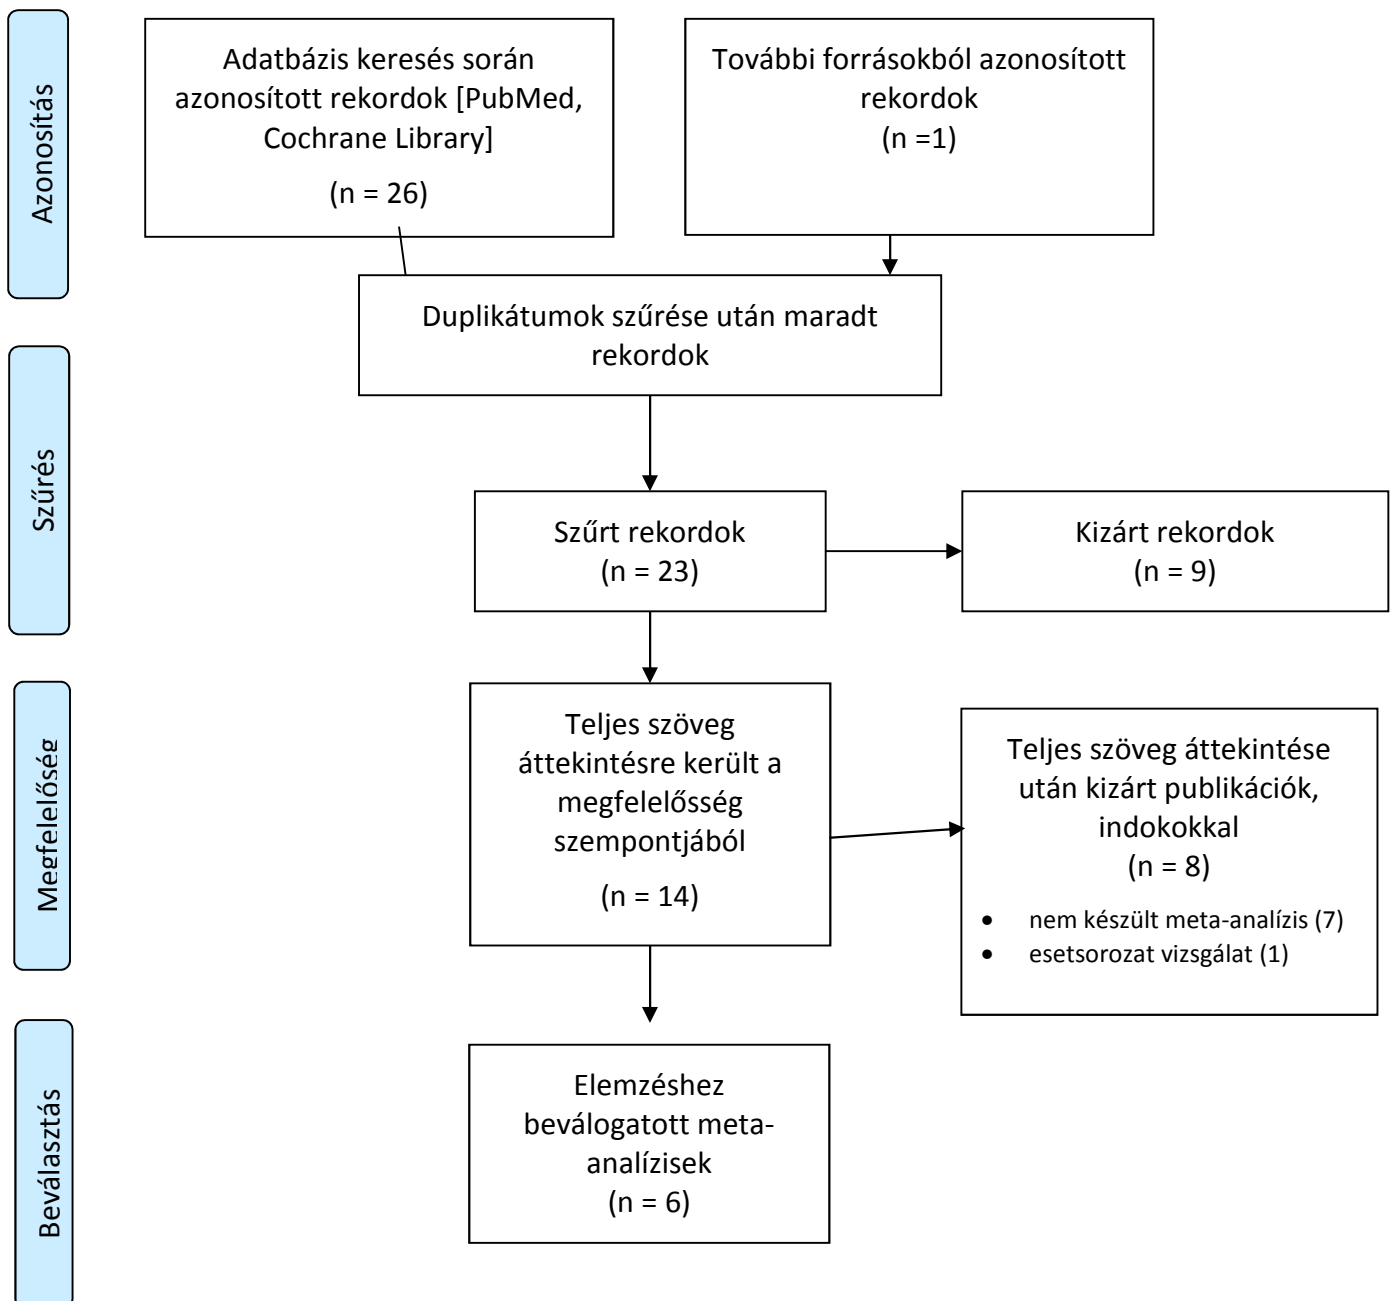 Azonosítás
Adatbázis keresés során
azonosított rekordok [PubMed,
Cochrane Library]
(n = 26)
További forrásokból azonosított
rekordok
(n =1)
Duplikátumok szűrése után maradt
rekordok
Szűrés
Szűrt rekordok
(n = 23)
Kizárt rekordok
(n = 9)
Megfelelőség
Teljes szöveg
áttekintésre került a
megfelelősség
szempontjából
(n = 14)
Teljes szöveg áttekintése
után kizárt publikációk,
indokokkal
(n = 8)
• nem készült meta-analízis (7)
• esetsorozat vizsgálat (1)
Beválasztás
Elemzéshez
beválogatott meta-
analízisek
(n = 6)